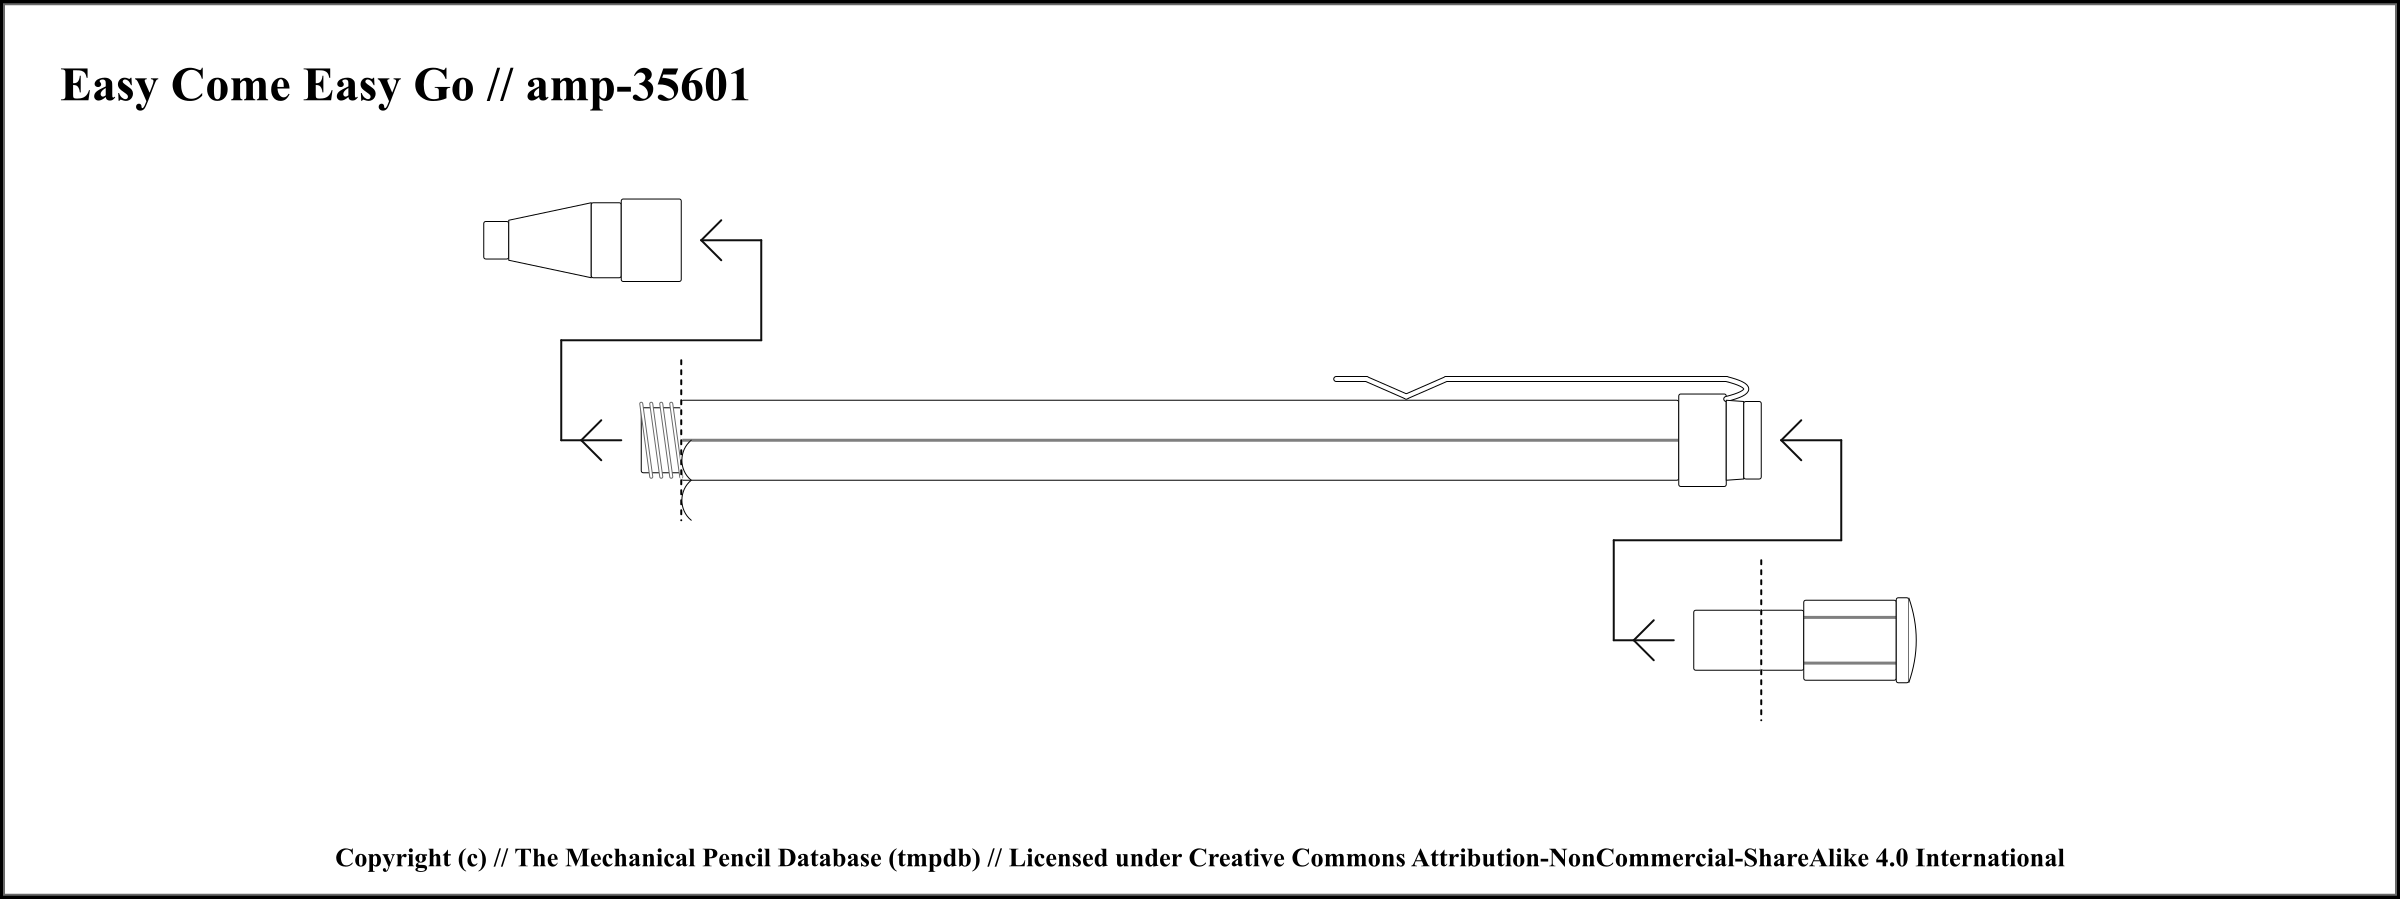 Easy Come Easy Go // amp-35601
Copyright (c) // The Mechanical Pencil Database (tmpdb) // Licensed under Creative Commons Attribution-NonCommercial-ShareAlike 4.0 International